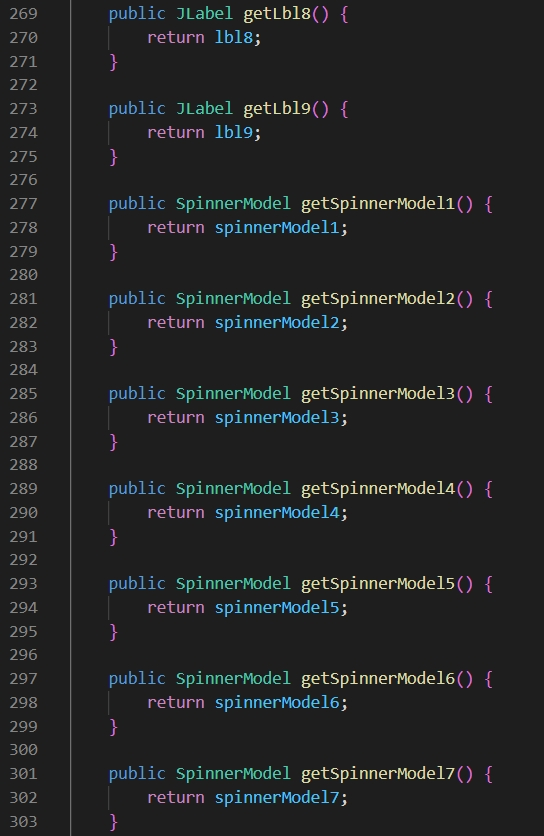 269 public JLabel getLbl8() {
270 return lbl8;
271 }
272
273 public JLabel getLbl9() {
274 return lbl9;
275 }
276
277 public SpinnerModel getSpinnerModel1() {
278 return spinnerModel1;
279 }
280
281 public SpinnerModel getSpinnerModel2() {
282 return spinnerModel2;
283 }
284
285 public SpinnerModel getSpinnerModel3() {
286 return spinnerModel3;
287 }
288
289 public SpinnerModel getSpinnerModel4() {
290 return spinnerModel4;
291 }
292
293 public SpinnerModel getSpinnerModel5() {
294 return spinnerModel5;
295 }
296
297 public SpinnerModel getSpinnerModel6() {
298 return spinnerModel6;
299 }
300
301 public SpinnerModel getSpinnerModel7() {
302 return spinnerModel7;
303 }